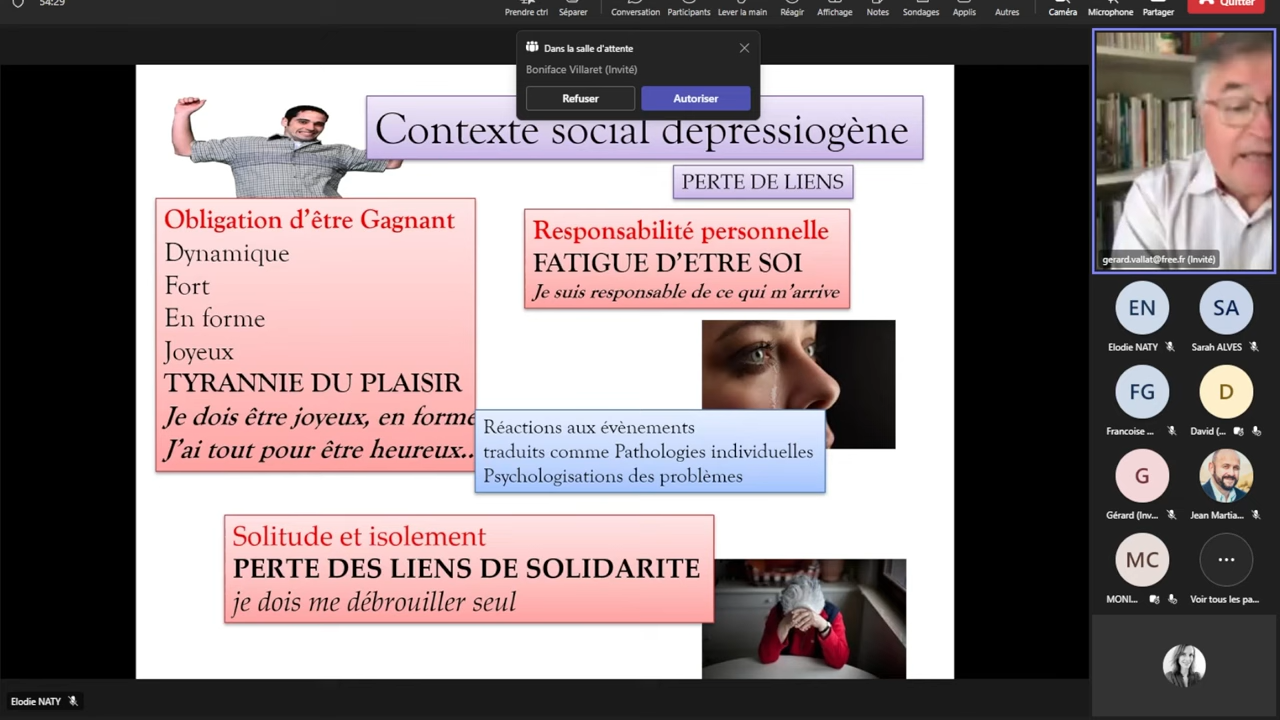 54:29
Prendre ctrl
Séparer
Conversation
Participants
Lever la main
Réagir
Affichage
Notes
Sondages
Applis
Autres
Caméra
Microphone
Partager
Quitter
Dans la salle d'attente
Boniface Villaret (Invité)
Refuser
Autoriser
Contexte social dépressiogène
PERTE DE LIENS
Obligation d'être Gagnant
Dynamique
Fort
En forme
Joyeux
TYRANNIE DU PLAISIR
Je dois être joyeux, en forme
J'ai tout pour être heureux..
Responsabilité personnelle
FATIGUE D'ETRE SOI
Je suis responsable de ce qui m'arrive
Réactions aux évènements
traduits comme Pathologies individuelles
Psychologisations des problèmes
Solitude et isolement
PERTE DES LIENS DE SOLIDARITE
je dois me débrouiller seul
gerard.vallat@free.fr (Invité)
EN
SA
Elodie NATY
Sarah ALVES
FG
D
Francoise ...
David (...
G
Gérard (Inv...
Jean Martia...
MC
...
MONI...
Voir tous les pa...
Elodie NATY